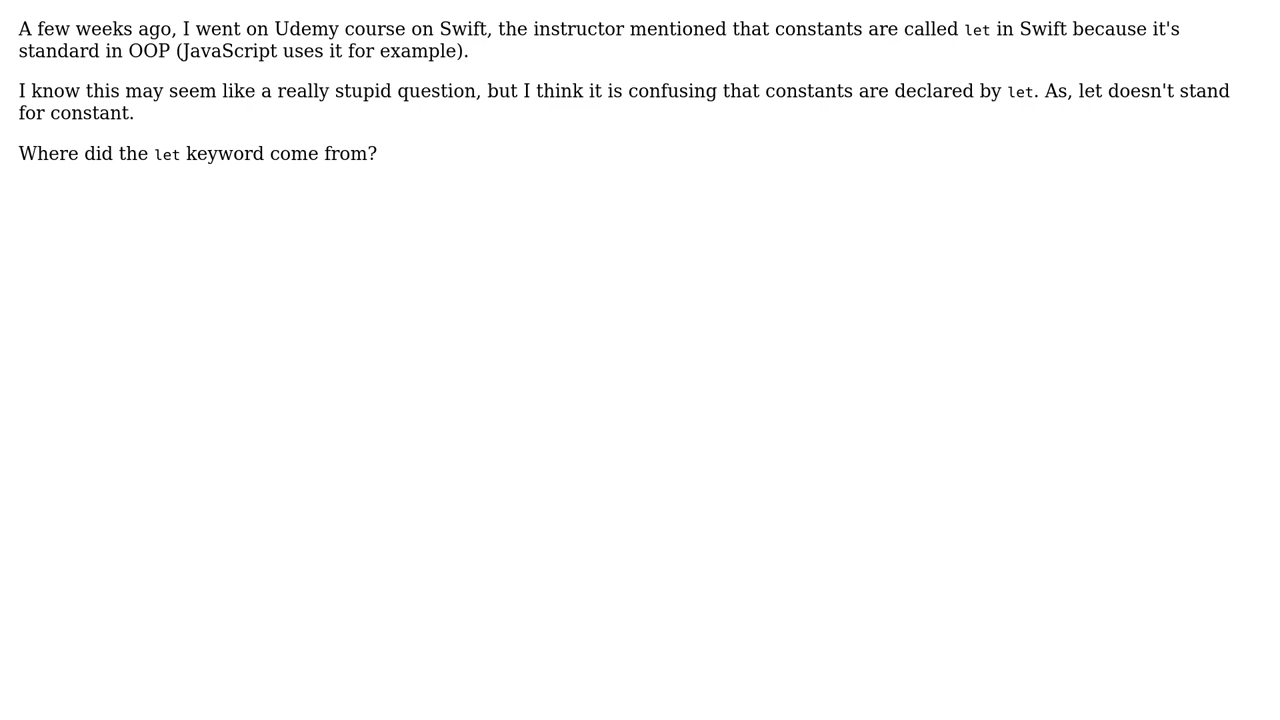 A few weeks ago, I went on Udemy course on Swift, the instructor mentioned that constants are called let in Swift because it's
standard in OOP (JavaScript uses it for example).
I know this may seem like a really stupid question, but I think it is confusing that constants are declared by let. As, let doesn't stand
for constant.
Where did the let keyword come from?